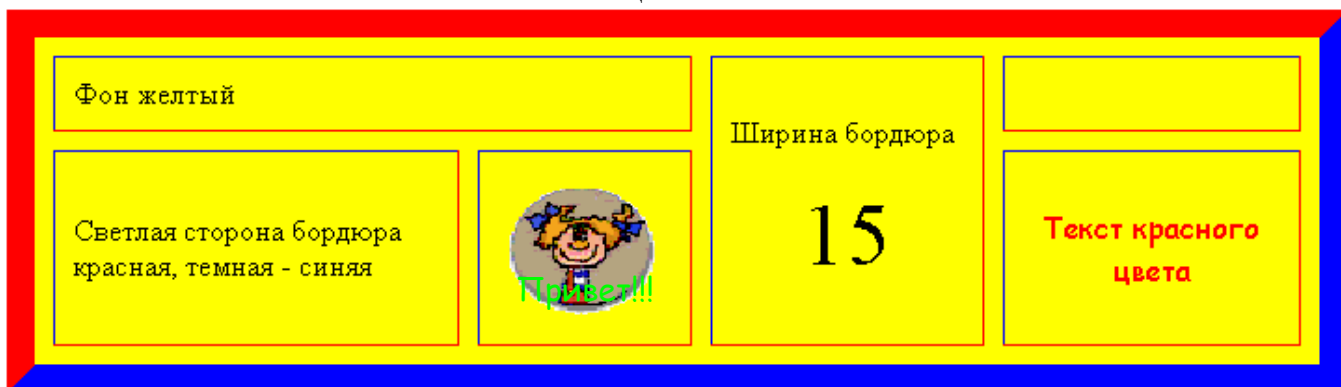 Фон желтый
Ширина бордюра
15
Светлая сторона бордюра
красная, темная - синяя
Привет!!!
Текст красного
цвета